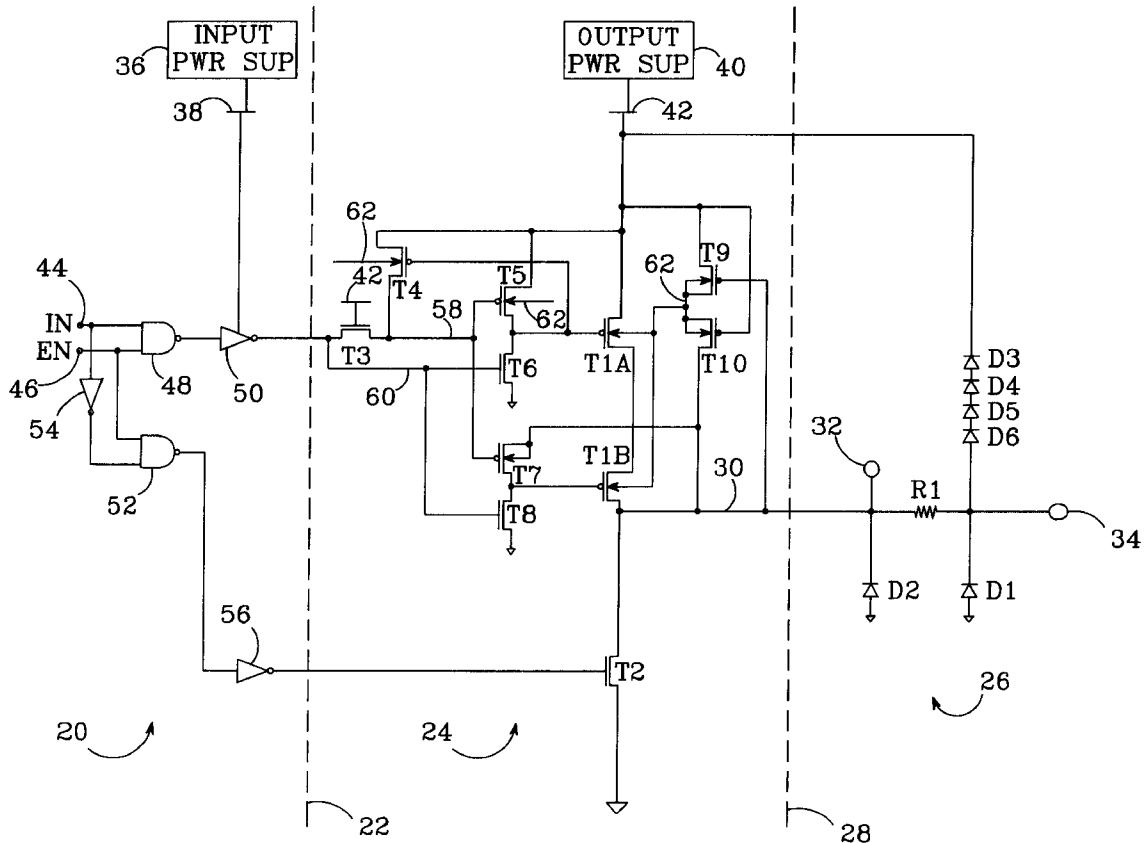 INPUT
PWR SUP
36
38
OUTPUT
PWR SUP
40
42
62
42
T4
T5
62
58
T9
62
T10
44
IN
EN
46
48
50
54
52
T3
60
T6
T1A
T7
T1B
T8
30
32
R1
34
D3
D4
D5
D6
D2
D1
56
T2
20
24
26
22
28